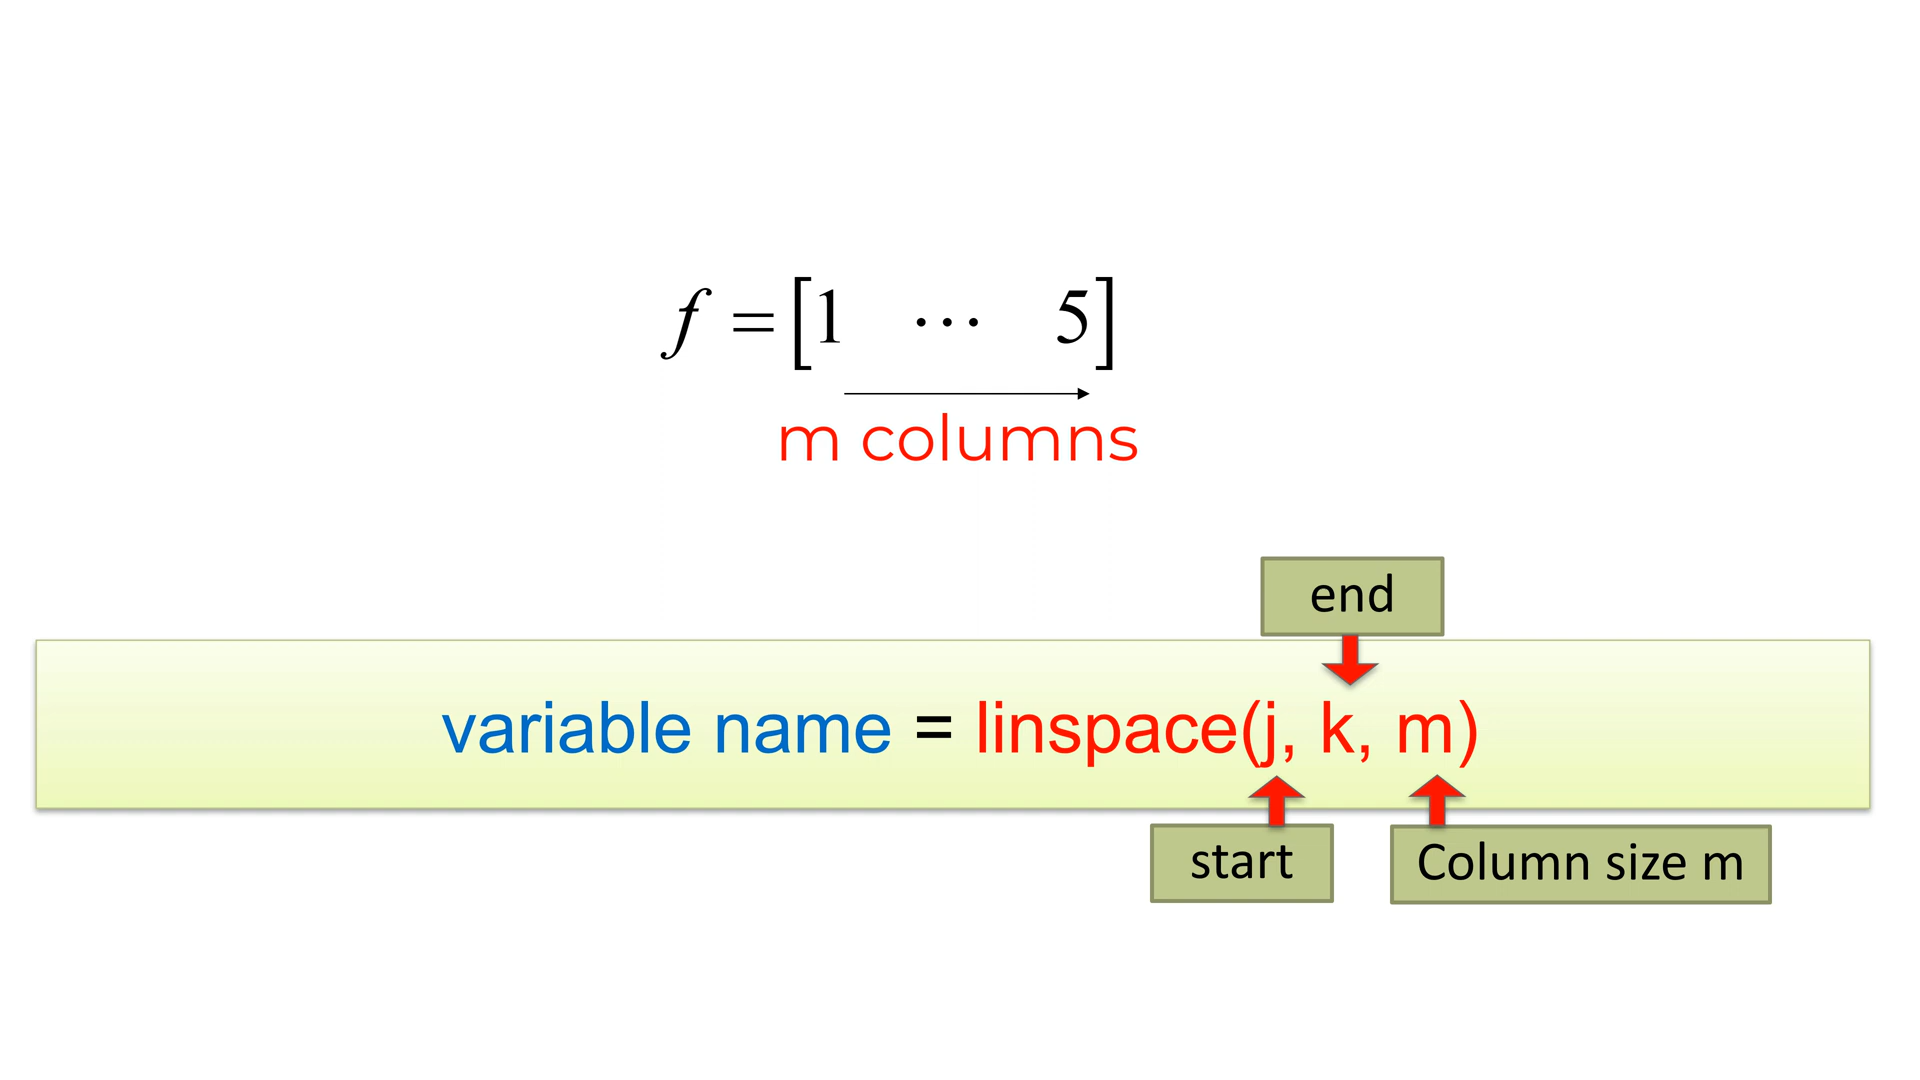 f = [1 ⋯ 5]
m columns
end
variable name = linspace(j, k, m)
start
Column size m